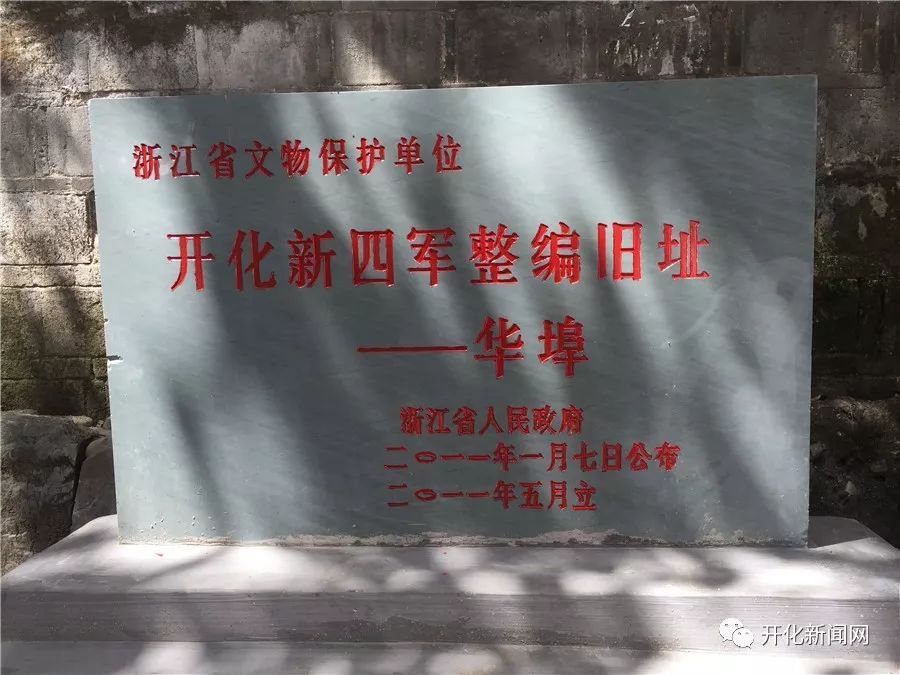 浙江省文物保护单位
开化新四军整编旧址
——华埠
浙江省人民政府
二〇一一年一月七日公布
二〇一一年五月立
开化新闻网